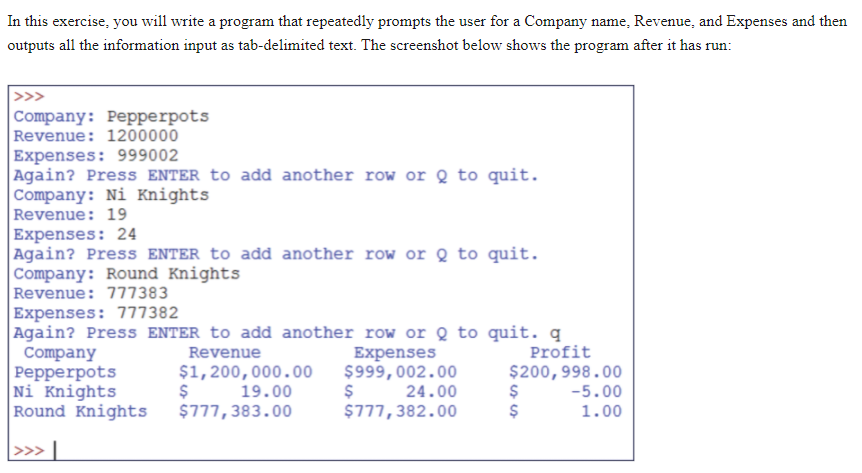 In this exercise, you will write a program that repeatedly prompts the user for a Company name, Revenue, and Expenses and then
outputs all the information input as tab-delimited text. The screenshot below shows the program after it has run:
>>>
Company: Pepperpots
Revenue: 1200000
Expenses: 999002
Again? Press ENTER to add another row or Q to quit.
Company: Ni Knights
Revenue: 19
Expenses: 24
Again? Press ENTER to add another row or Q to quit.
Company: Round Knights
Revenue: 777383
Expenses: 777382
Again? Press ENTER to add another row or Q to quit. q
Company Revenue Expenses Profit
Pepperpots $1,200,000.00 $999,002.00 $200,998.00
Ni Knights $ 19.00 $ 24.00 $ -5.00
Round Knights $777,383.00 $777,382.00 $ 1.00
>>>